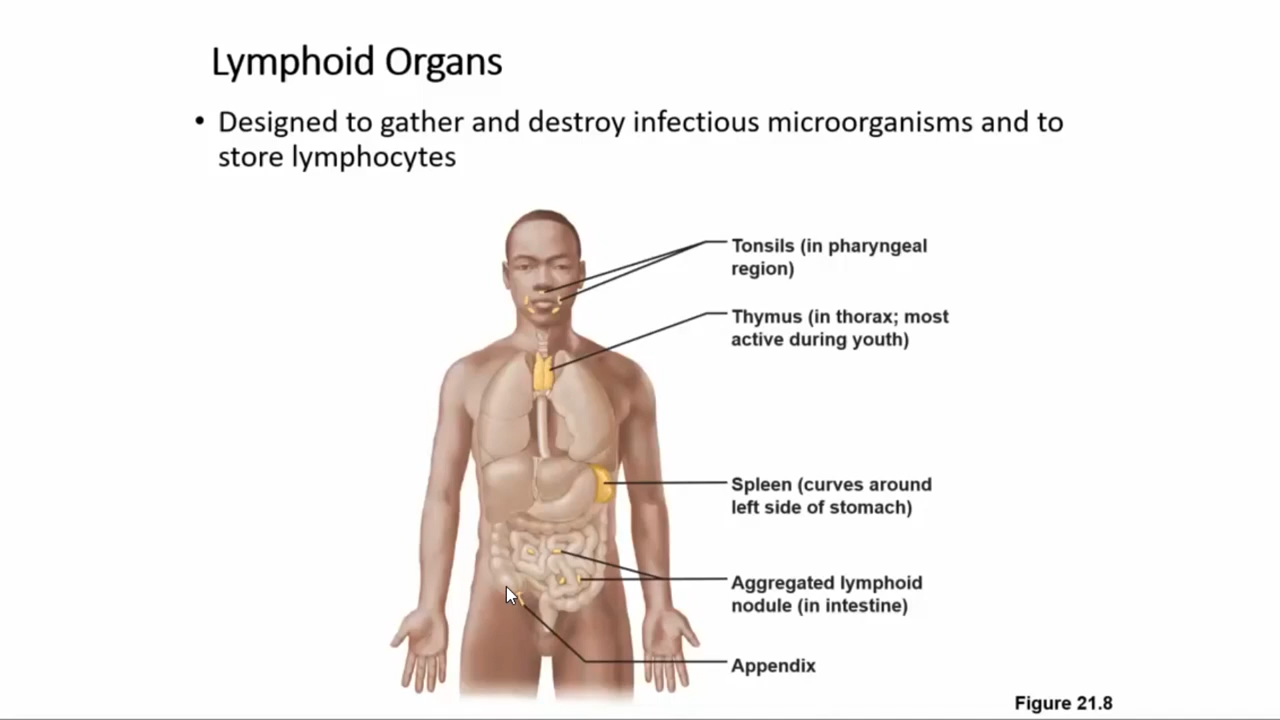 Lymphoid Organs
• Designed to gather and destroy infectious microorganisms and to
store lymphocytes
Tonsils (in pharyngeal
region)
Thymus (in thorax; most
active during youth)
Spleen (curves around
left side of stomach)
Aggregated lymphoid
nodule (in intestine)
Appendix
Figure 21.8